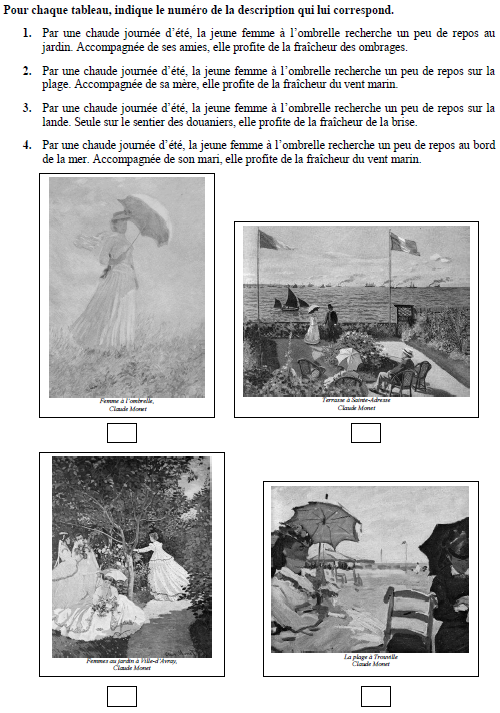 Pour chaque tableau, indique le numéro de la description qui lui correspond.
1. Par une chaude journée d'été, la jeune femme à l'ombrelle recherche un peu de repos au
jardin. Accompagnée de ses amies, elle profite de la fraîcheur des ombrages.
2. Par une chaude journée d'été, la jeune femme à l'ombrelle recherche un peu de repos sur la
plage. Accompagnée de sa mère, elle profite de la fraîcheur du vent marin.
3. Par une chaude journée d'été, la jeune femme à l'ombrelle recherche un peu de repos sur la
lande. Seule sur le sentier des douaniers, elle profite de la fraîcheur de la brise.
4. Par une chaude journée d'été, la jeune femme à l'ombrelle recherche un peu de repos au bord
de la mer. Accompagnée de son mari, elle profite de la fraîcheur du vent marin.
Femme à l'ombrelle,
Claude Monet
Terrasse à Sainte-Adresse
Claude Monet
Femmes au jardin à Ville-d'Avray,
Claude Monet
La plage à Trouville
Claude Monet